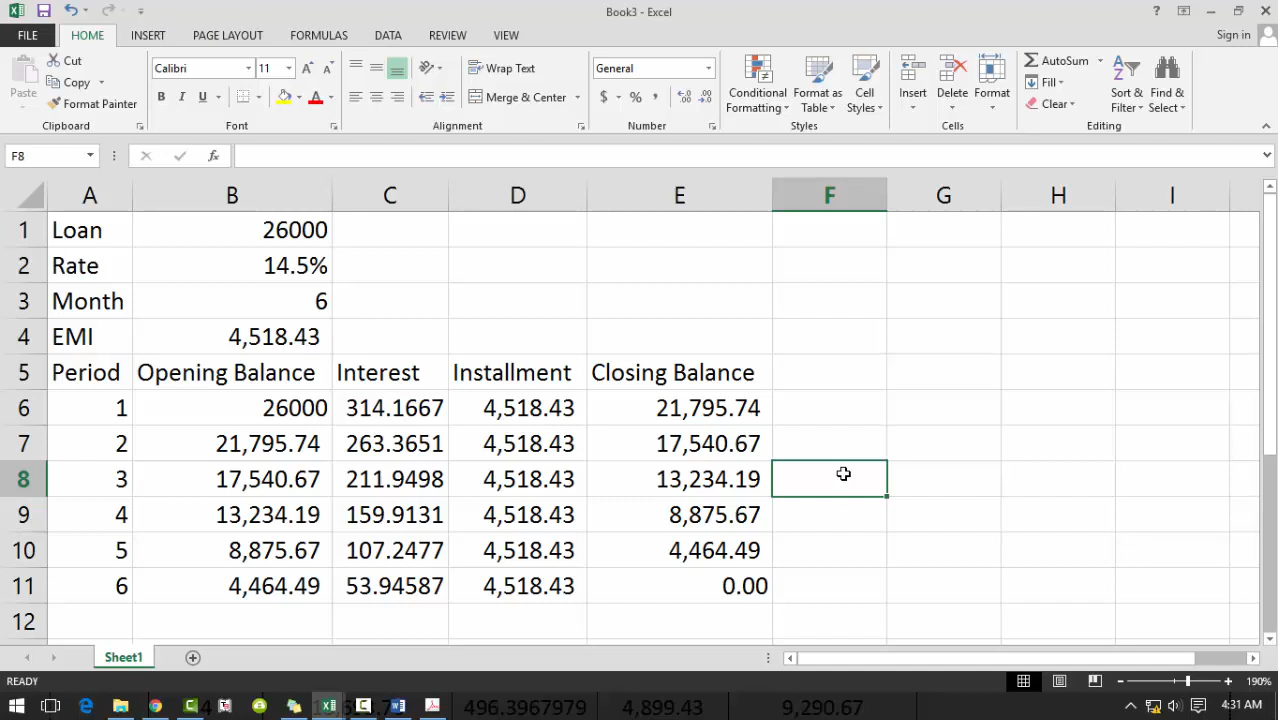 Book3 - Excel
?
FILE HOME INSERT PAGE LAYOUT FORMULAS DATA REVIEW VIEW Sign in
Paste Cut Copy Format Painter
Clipboard
Calibri 11
B I U A
Font
Wrap Text
Merge & Center
Alignment
General
$ % ,
Number
Conditional Formatting Format as Table Cell Styles
Styles
Insert Delete Format
Cells
AutoSum
Fill
Clear
Sort & Filter Find & Select
Editing
F8 fx
A B C D E F G H I
1 Loan 26000
2 Rate 14.5%
3 Month 6
4 EMI 4,518.43
5 Period Opening Balance Interest Installment Closing Balance
6 1 26000 314.1667 4,518.43 21,795.74
7 2 21,795.74 263.3651 4,518.43 17,540.67
8 3 17,540.67 211.9498 4,518.43 13,234.19
9 4 13,234.19 159.9131 4,518.43 8,875.67
10 5 8,875.67 107.2477 4,518.43 4,464.49
11 6 4,464.49 53.94587 4,518.43 0.00
12
Sheet1
READY 190%
496.3967979 4,899.43 9,290.67
4:31 AM